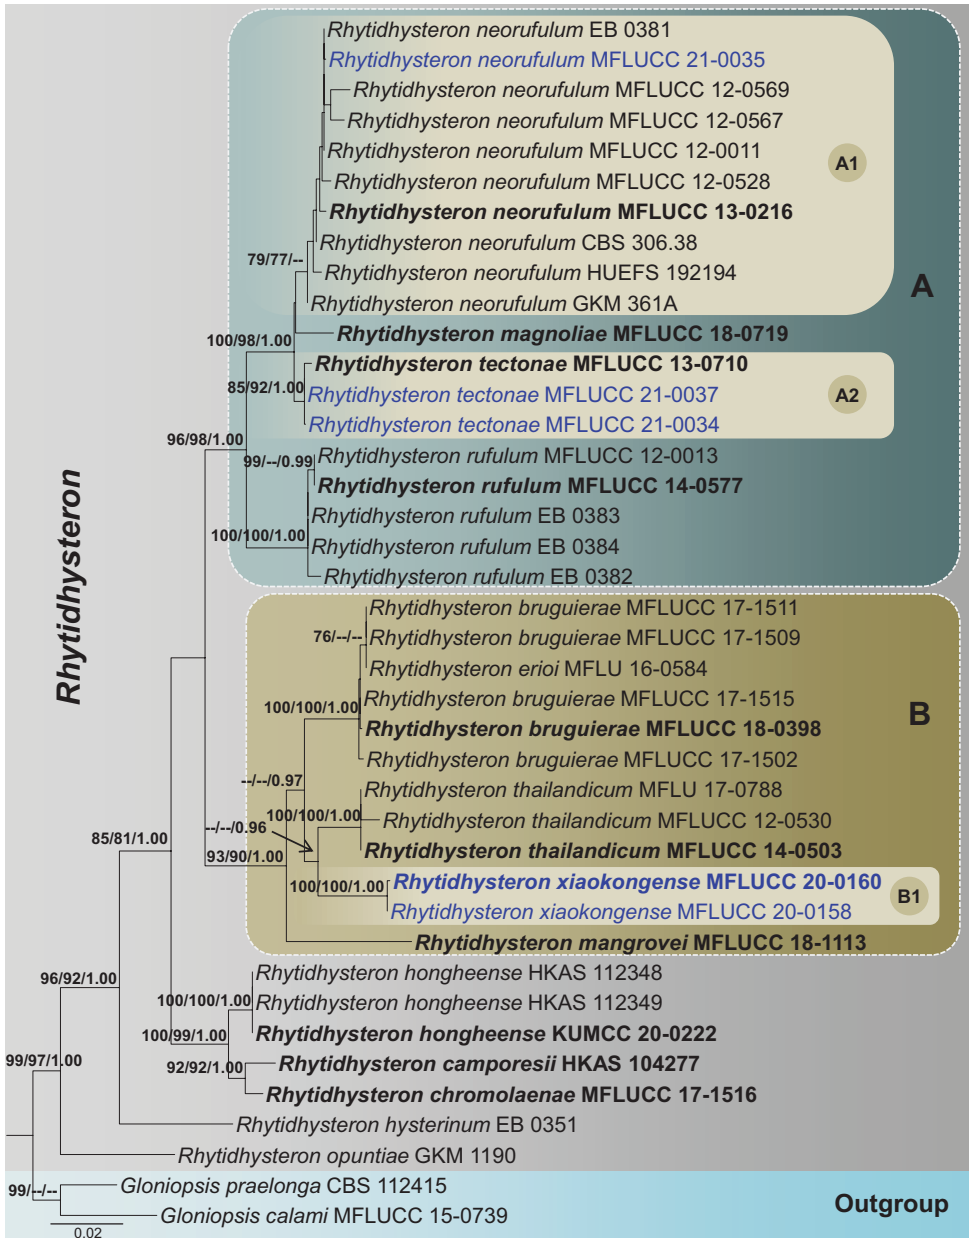 Rhytidhysteron neorufulum EB 0381
Rhytidhysteron neorufulum MFLUCC 21-0035
Rhytidhysteron neorufulum MFLUCC 12-0569
Rhytidhysteron neorufulum MFLUCC 12-0567
Rhytidhysteron neorufulum MFLUCC 12-0011
A1
Rhytidhysteron neorufulum MFLUCC 12-0528
Rhytidhysteron neorufulum MFLUCC 13-0216
Rhytidhysteron neorufulum CBS 306.38
79/77/--
Rhytidhysteron neorufulum HUEFS 192194
A
Rhytidhysteron neorufulum GKM 361A
Rhytidhysteron magnoliae MFLUCC 18-0719
100/98/1.00
Rhytidhysteron tectonae MFLUCC 13-0710
85/92/1.00
Rhytidhysteron tectonae MFLUCC 21-0037
A2
Rhytidhysteron tectonae MFLUCC 21-0034
96/98/1.00
Rhytidhysteron rufulum MFLUCC 12-0013
99/--/0.99
Rhytidhysteron rufulum MFLUCC 14-0577
Rhytidhysteron rufulum EB 0383
100/100/1.00
Rhytidhysteron rufulum EB 0384
Rhytidhysteron rufulum EB 0382
Rhytidhysteron
Rhytidhysteron bruguierae MFLUCC 17-1511
76/--/--
Rhytidhysteron bruguierae MFLUCC 17-1509
Rhytidhysteron erioi MFLU 16-0584
Rhytidhysteron bruguierae MFLUCC 17-1515
100/100/1.00
B
Rhytidhysteron bruguierae MFLUCC 18-0398
Rhytidhysteron bruguierae MFLUCC 17-1502
--/--/0.97
Rhytidhysteron thailandicum MFLU 17-0788
100/100/1.00
Rhytidhysteron thailandicum MFLUCC 12-0530
--/--/0.96
85/81/1.00
Rhytidhysteron thailandicum MFLUCC 14-0503
93/90/1.00
100/100/1.00
Rhytidhysteron xiaokongense MFLUCC 20-0160
B1
Rhytidhysteron xiaokongense MFLUCC 20-0158
Rhytidhysteron mangrovei MFLUCC 18-1113
96/92/1.00
Rhytidhysteron hongheense HKAS 112348
100/100/1.00
Rhytidhysteron hongheense HKAS 112349
100/99/1.00
Rhytidhysteron hongheense KUMCC 20-0222
99/97/1.00
92/92/1.00
Rhytidhysteron camporesii HKAS 104277
Rhytidhysteron chromolaenae MFLUCC 17-1516
Rhytidhysteron hysterinum EB 0351
Rhytidhysteron opuntiae GKM 1190
99/--/--
Gloniopsis praelonga CBS 112415
Outgroup
Gloniopsis calami MFLUCC 15-0739
0.02